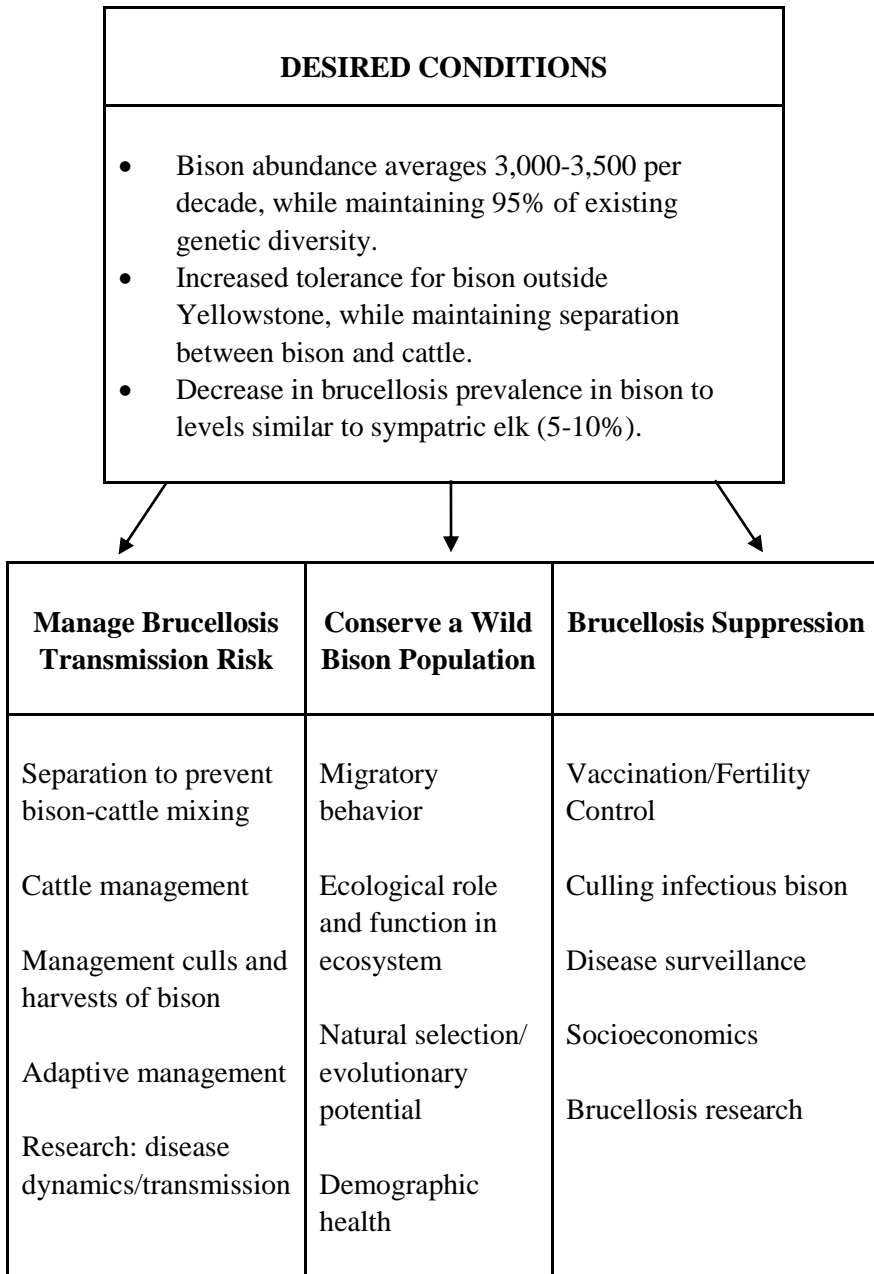 DESIRED CONDITIONS
• Bison abundance averages 3,000-3,500 per
decade, while maintaining 95% of existing
genetic diversity.
• Increased tolerance for bison outside
Yellowstone, while maintaining separation
between bison and cattle.
• Decrease in brucellosis prevalence in bison to
levels similar to sympatric elk (5-10%).
Manage Brucellosis
Transmission Risk
Separation to prevent
bison-cattle mixing
Cattle management
Management culls and
harvests of bison
Adaptive management
Research: disease
dynamics/transmission
Conserve a Wild
Bison Population
Migratory
behavior
Ecological role
and function in
ecosystem
Natural selection/
evolutionary
potential
Demographic
health
Brucellosis Suppression
Vaccination/Fertility
Control
Culling infectious bison
Disease surveillance
Socioeconomics
Brucellosis research